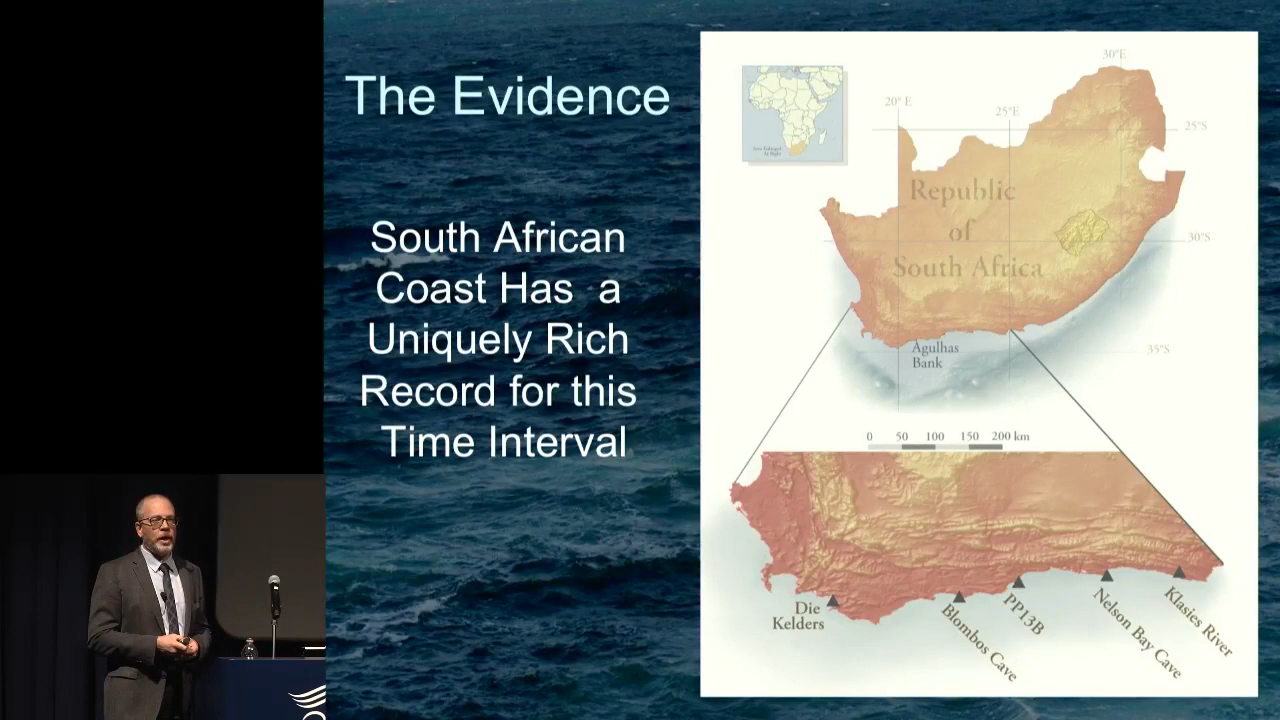 The Evidence
South African
Coast Has a
Uniquely Rich
Record for this
Time Interval
30°E
20° E
25°E
25°S
Republic
of
South Africa
30°S
Agulhas
Bank
35°S
0 50 100 150 200 km
Die
Kelders
Blombos Cave
PP13B
Nelson Bay Cave
Klasies River